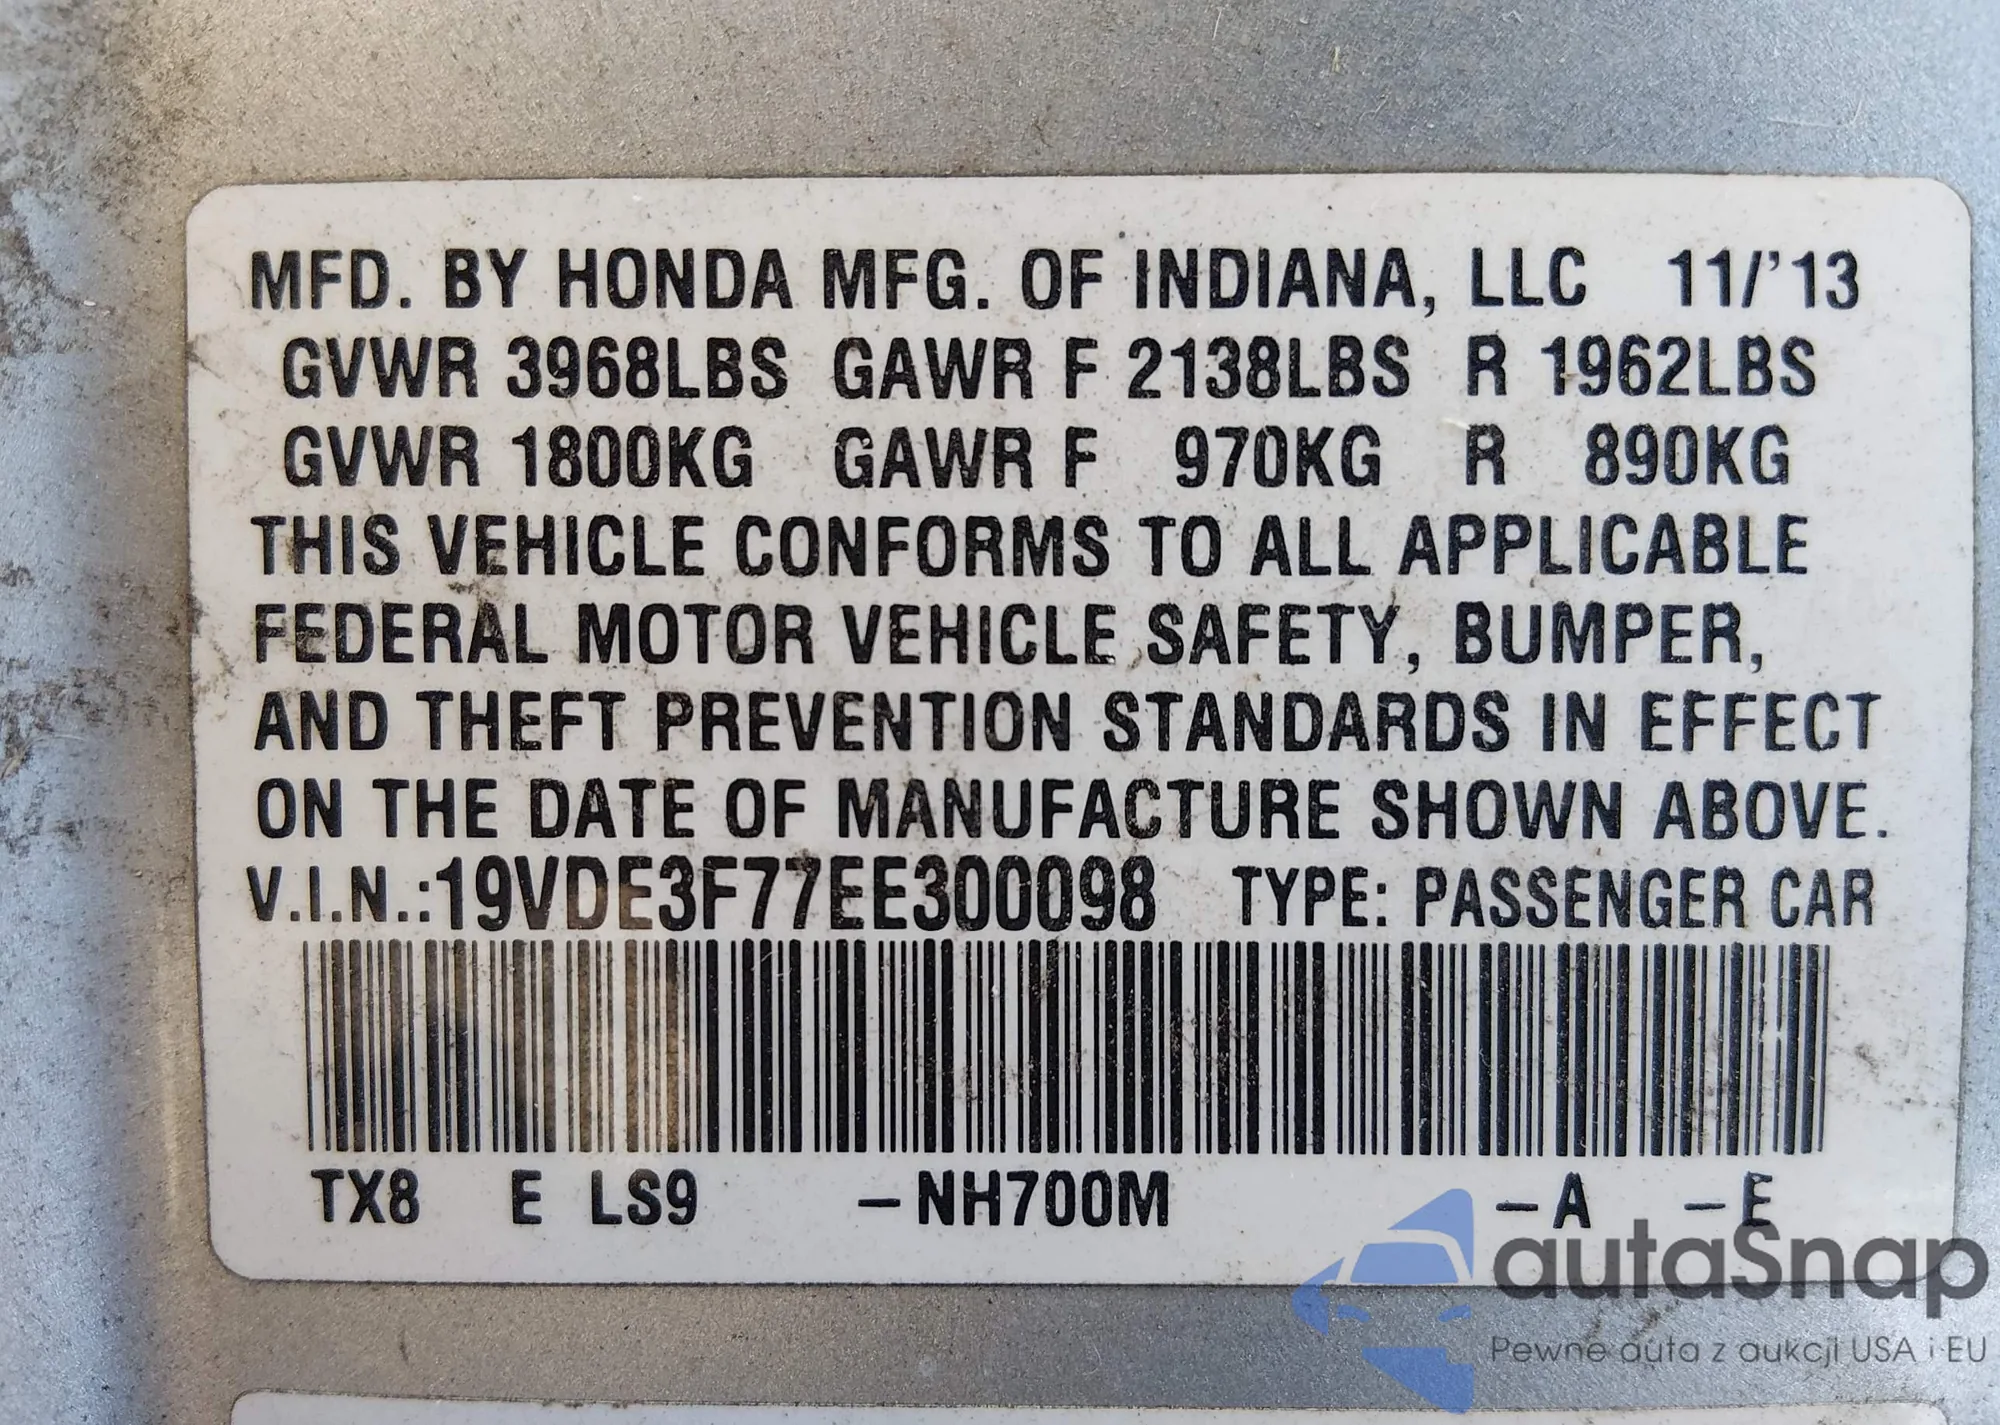 MFD. BY HONDA MFG. OF INDIANA, LLC 11/'13
GVWR 3968LBS GAWR F 2138LBS R 1962LBS
GVWR 1800KG GAWR F 970KG R 890KG
THIS VEHICLE CONFORMS TO ALL APPLICABLE
FEDERAL MOTOR VEHICLE SAFETY, BUMPER,
AND THEFT PREVENTION STANDARDS IN EFFECT
ON THE DATE OF MANUFACTURE SHOWN ABOVE.
V.I.N.:19VDE3F77EE300098 TYPE: PASSENGER CAR
TX8 E LS9 -NH700M -A -E
autaSnap
Pewne auta z aukcji USA i EU